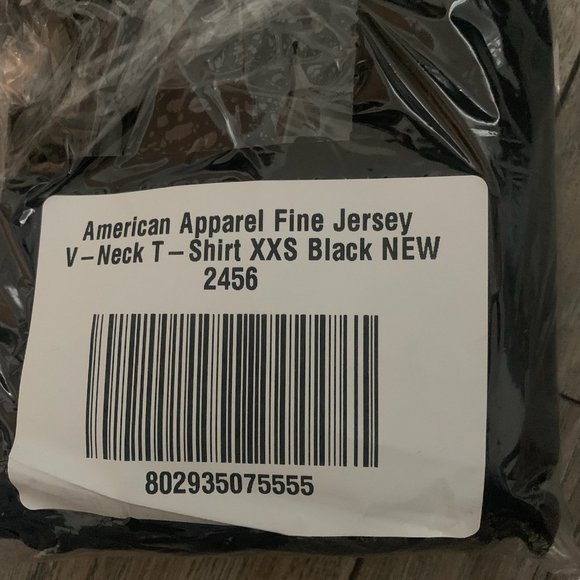 American Apparel Fine Jersey
V-Neck T-Shirt XXS Black NEW
2456
802935075555